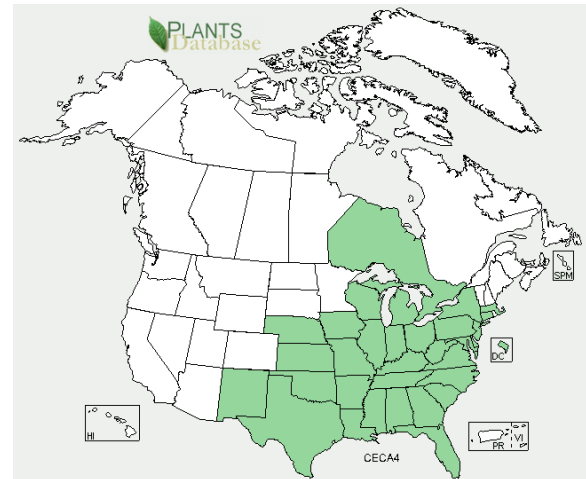 PLANTS
Database
SPM
DC
HI
PR
VI
CECA4